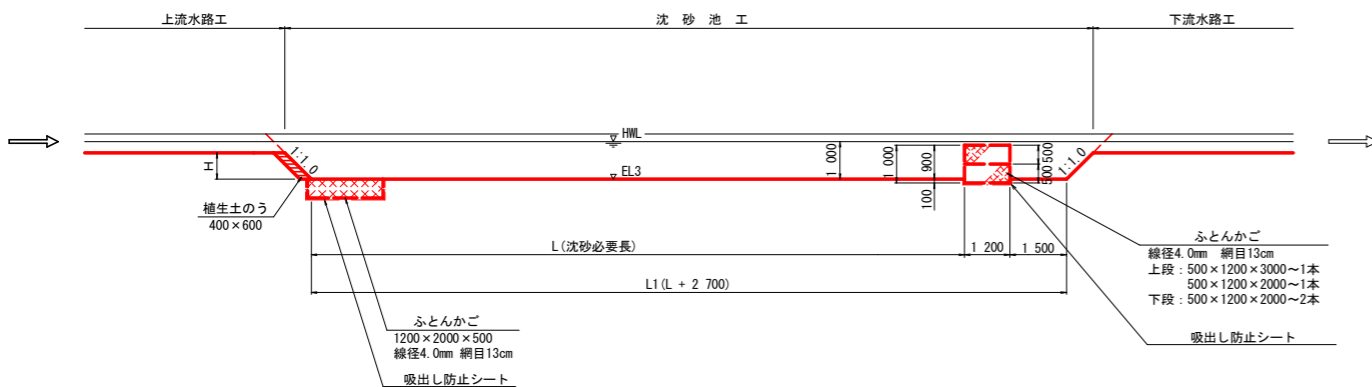 上流水路工
沈 砂 池 工
下流水路工
HWL
1:1.0
H
EL3
1 000
1 000
900
100
500
500
1:1.0
植生土のう
400×600
L(沈砂必要長)
1 200
1 500
L1(L + 2 700)
ふとんかご
線径4.0mm 網目13cm
上段:500×1200×3000~1本
500×1200×2000~1本
下段:500×1200×2000~2本
吸出し防止シート
ふとんかご
1200×2000×500
線径4.0mm 網目13cm
吸出し防止シート